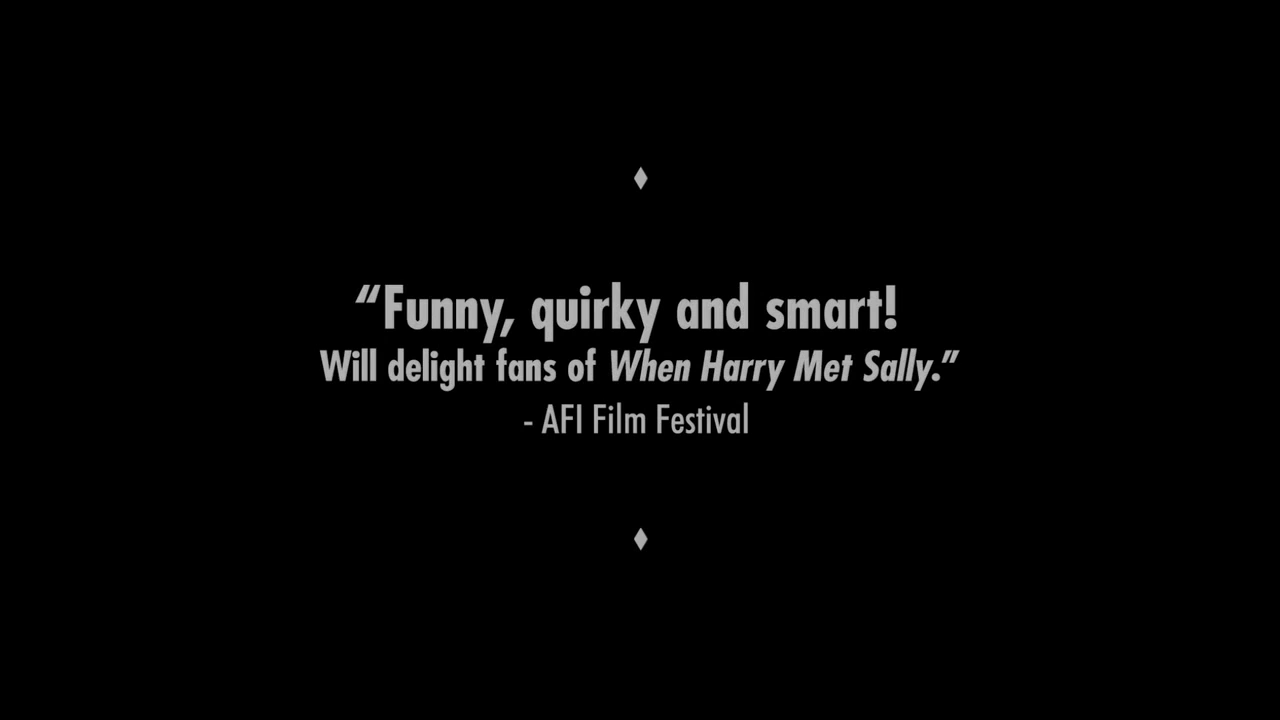 “Funny, quirky and smart!
Will delight fans of When Harry Met Sally.”
- AFI Film Festival